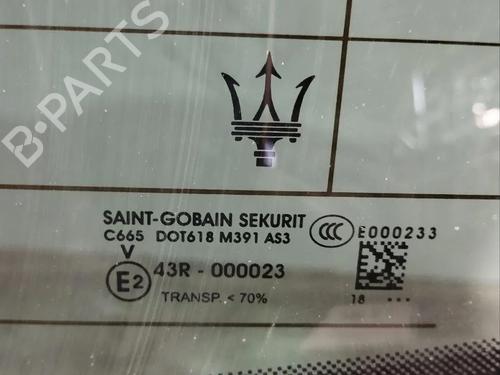 B-PARTS
SAINT-GOBAIN SEKURIT
C665 DOT618 M391 AS3
CCC E000233
V
E2 43R - 000023
TRANSP. < 70%
18 ...